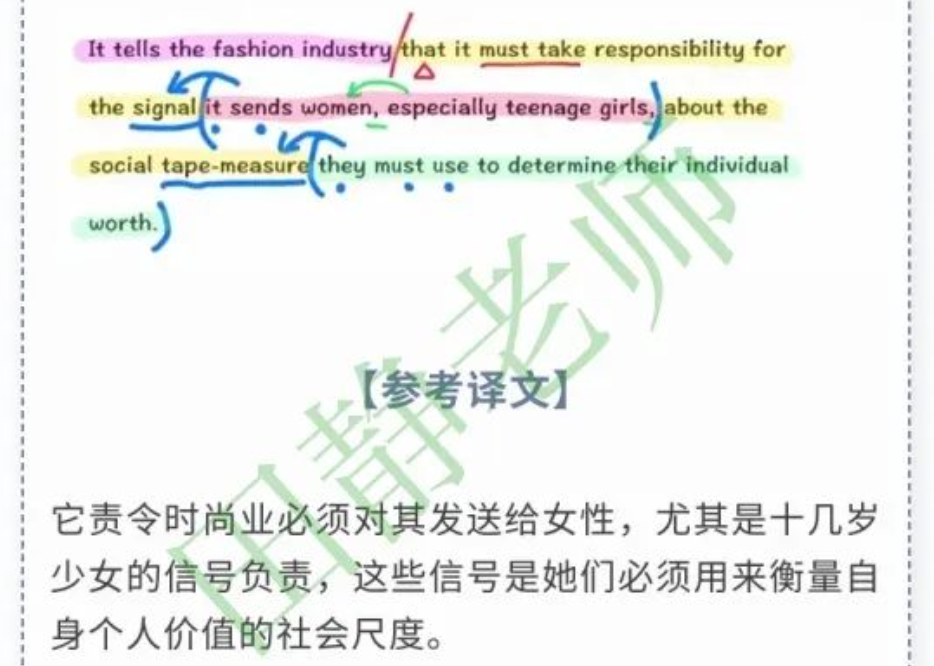 It tells the fashion industry that it must take responsibility for
the signal it sends women, especially teenage girls, about the
social tape-measure they must use to determine their individual
worth.
田静老师
【参考译文】
它责令时尚业必须对其发送给女性，尤其是十几岁
少女的信号负责，这些信号是她们必须用来衡量自
身个人价值的社会尺度。